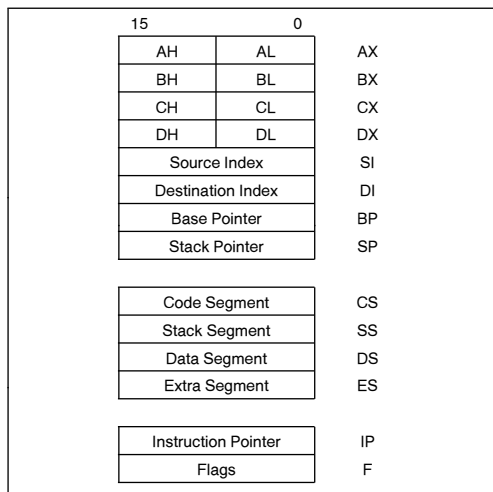 15 0
AH AL AX
BH BL BX
CH CL CX
DH DL DX
Source Index SI
Destination Index DI
Base Pointer BP
Stack Pointer SP
Code Segment CS
Stack Segment SS
Data Segment DS
Extra Segment ES
Instruction Pointer IP
Flags F